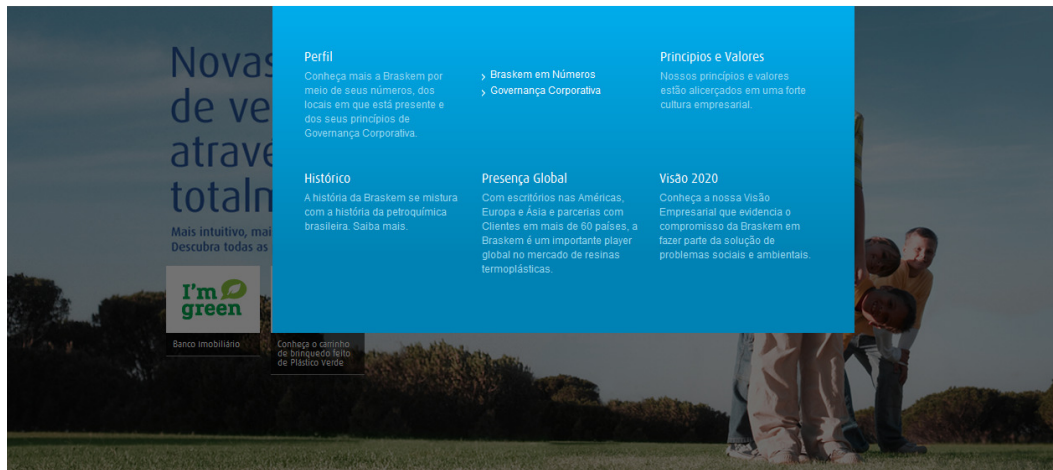 Novas
de ve
atravé
totalm
Mais intuitivo, mai
Descubra todas as
I'm
green
Banco Imobiliário
Conheça o carrinho
de brinquedo feito
de Plástico Verde
Perfil
Conheça mais a Braskem por
meio de seus números, dos
locais em que está presente e
dos seus princípios de
Governança Corporativa.
Braskem em Números
Governança Corporativa
Principios e Valores
Nossos princípios e valores
estão alicerçados em uma forte
cultura empresarial.
Histórico
A história da Braskem se mistura
com a história da petroquímica
brasileira. Saiba mais.
Presença Global
Com escritórios nas Américas,
Europa e Ásia e parcerias com
Clientes em mais de 60 países, a
Braskem é um importante player
global no mercado de resinas
termoplásticas.
Visão 2020
Conheça a nossa Visão
Empresarial que evidencia o
compromisso da Braskem em
fazer parte da solução de
problemas sociais e ambientais.